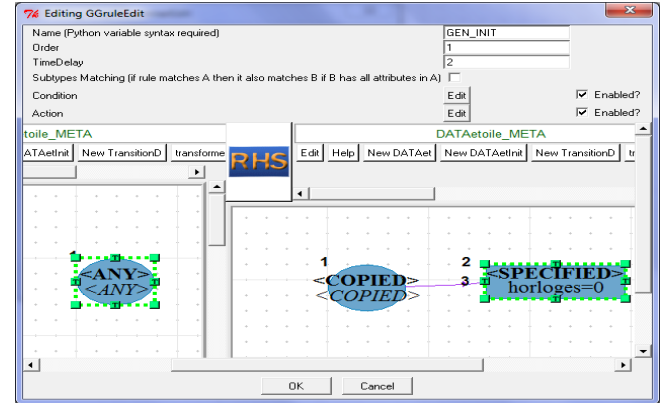 Editing GGruleEdit
Name (Python variable syntax required) GEN_INIT
Order 1
TimeDelay 2
Subtypes Matching (if rule matches A then it also matches B if B has all attributes in A)
Condition Edit Enabled?
Action Edit Enabled?
toile_META DATAetoile_META
ATAetInit New TransitionD transforme RHS Edit Help New DATAet New DATAetInit New TransitionD tr
1 <ANY>
<ANY>
1 <COPIED>
<COPIED>
2 <SPECIFIED>
3 horloges=0
OK Cancel